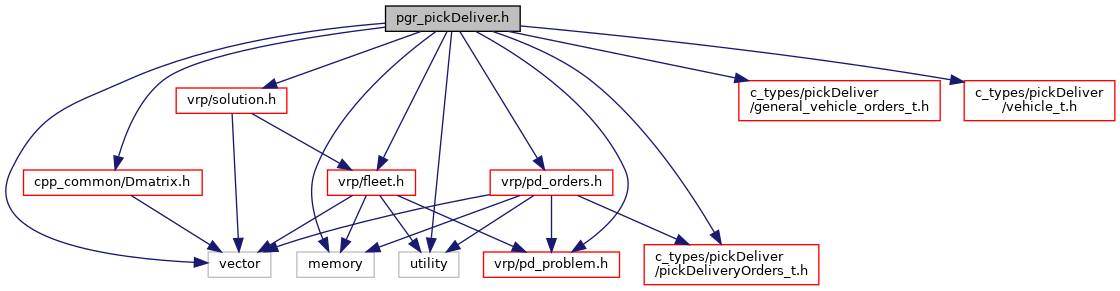 pgr_pickDeliver.h
vrp/solution.h
c_types/pickDeliver
/general_vehicle_orders_t.h
c_types/pickDeliver
/vehicle_t.h
cpp_common/Dmatrix.h
vrp/fleet.h
vrp/pd_orders.h
vector
memory
utility
vrp/pd_problem.h
c_types/pickDeliver
/pickDeliveryOrders_t.h